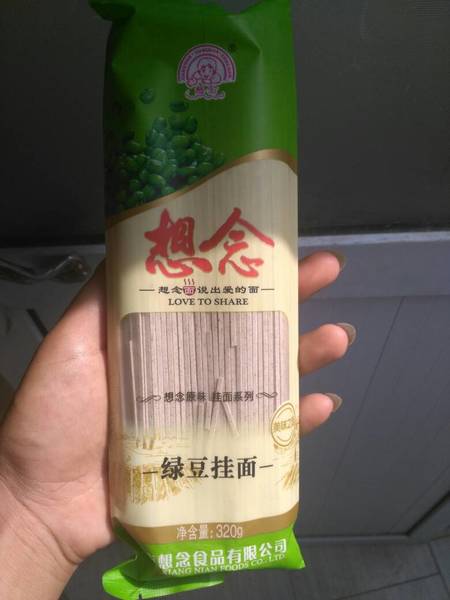 想念
想念面说出爱的面
LOVE TO SHARE
想念原味 挂面系列
绿豆挂面
净含量:320g
想念食品有限公司
XIANG NIAN FOODS CO., LTD